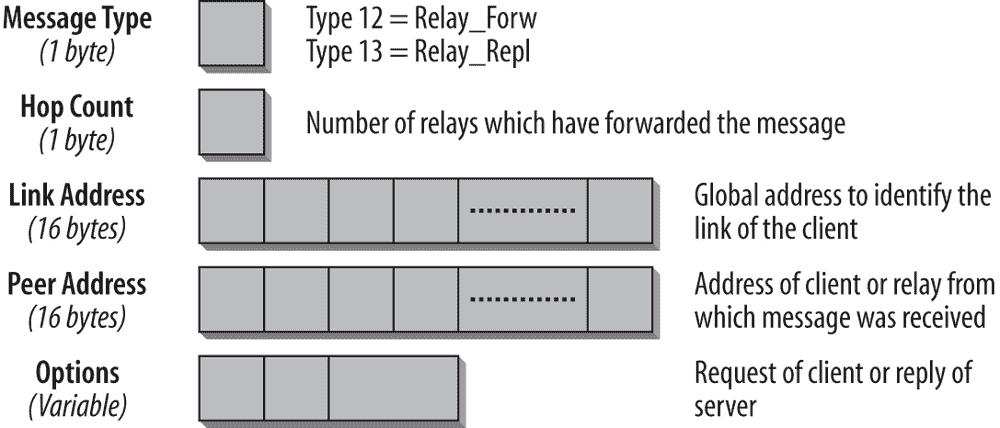 Message Type
(1 byte)
Type 12 = Relay_Forw
Type 13 = Relay_Repl
Hop Count
(1 byte)
Number of relays which have forwarded the message
Link Address
(16 bytes)
Global address to identify the
link of the client
Peer Address
(16 bytes)
Address of client or relay from
which message was received
Options
(Variable)
Request of client or reply of
server